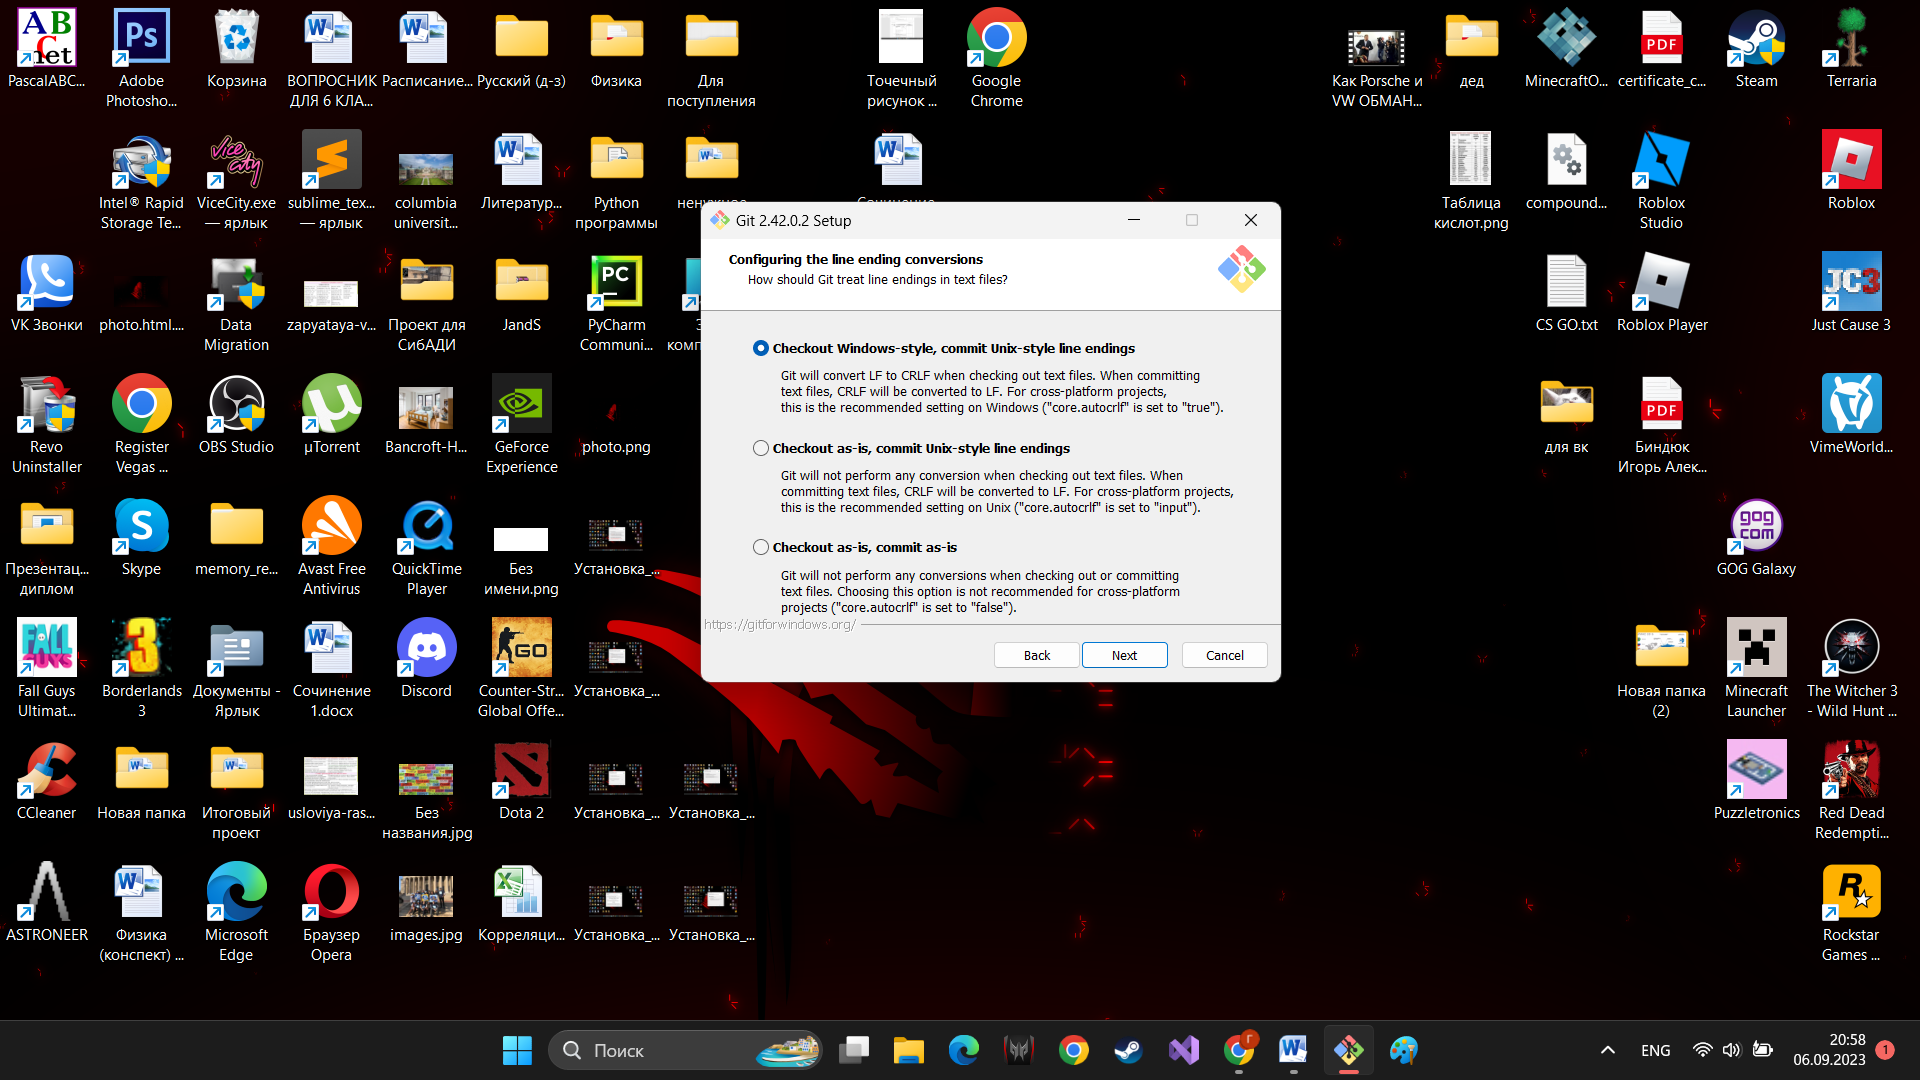 PascalABC...
Adobe
Photosho...
Корзина
ВОПРОСНИК
ДЛЯ 6 КЛА...
Расписание...
Русский (д-з)
Физика
Для
поступления
Точечный
рисунок ...
Google
Chrome
Как Porsche и
VW ОБМАН...
дед
MinecraftO...
certificate_c...
Steam
Terraria
Intel® Rapid
Storage Te...
ViceCity.exe
— ярлык
sublime_tex...
— ярлык
columbia
universit...
Литератур...
Python
программы
Таблица
кислот.png
compound...
Roblox
Studio
Roblox
Git 2.42.0.2 Setup
Configuring the line ending conversions
How should Git treat line endings in text files?
Checkout Windows-style, commit Unix-style line endings
Git will convert LF to CRLF when checking out text files. When committing
text files, CRLF will be converted to LF. For cross-platform projects,
this is the recommended setting on Windows ("core.autocrlf" is set to "true").
Checkout as-is, commit Unix-style line endings
Git will not perform any conversion when checking out text files. When
committing text files, CRLF will be converted to LF. For cross-platform projects,
this is the recommended setting on Unix ("core.autocrlf" is set to "input").
Checkout as-is, commit as-is
Git will not perform any conversions when checking out or committing
text files. Choosing this option is not recommended for cross-platform
projects ("core.autocrlf" is set to "false").
https://gitforwindows.org/
Back
Next
Cancel
VK Звонки
photo.html....
Data
Migration
zapyataya-v...
Проект для
СибАДИ
JandS
PyCharm
Communi...
CS GO.txt
Roblox Player
Just Cause 3
Revo
Uninstaller
Register
Vegas ...
OBS Studio
µTorrent
Bancroft-H...
GeForce
Experience
photo.png
для вк
Биндюк
Игорь Алек...
VimeWorld...
Презентац...
диплом
Skype
memory_re...
Avast Free
Antivirus
QuickTime
Player
Без
имени.png
Установка_...
GOG Galaxy
Fall Guys
Ultimat...
Borderlands
3
Документы -
Ярлык
Сочинение
1.docx
Discord
Counter-Str...
Global Offe...
Установка_...
Новая папка
(2)
Minecraft
Launcher
The Witcher 3
- Wild Hunt ...
CCleaner
Новая папка
Итоговый
проект
usloviya-ras...
Без
названия.jpg
Dota 2
Установка_...
Установка_...
Puzzletronics
Red Dead
Redempti...
ASTRONEER
Физика
(конспект) ...
Microsoft
Edge
Браузер
Opera
images.jpg
Корреляци...
Установка_...
Установка_...
Rockstar
Games ...
Поиск
ENG
20:58
06.09.2023
1